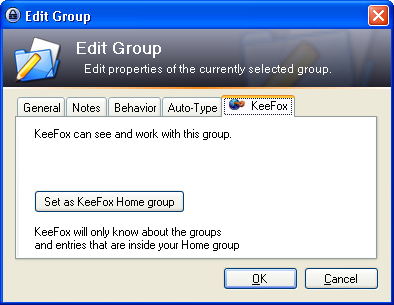 Edit Group
Edit Group
Edit properties of the currently selected group.
General Notes Behavior Auto-Type KeeFox
KeeFox can see and work with this group.
Set as KeeFox Home group
KeeFox will only know about the groups
and entries that are inside your Home group
OK Cancel